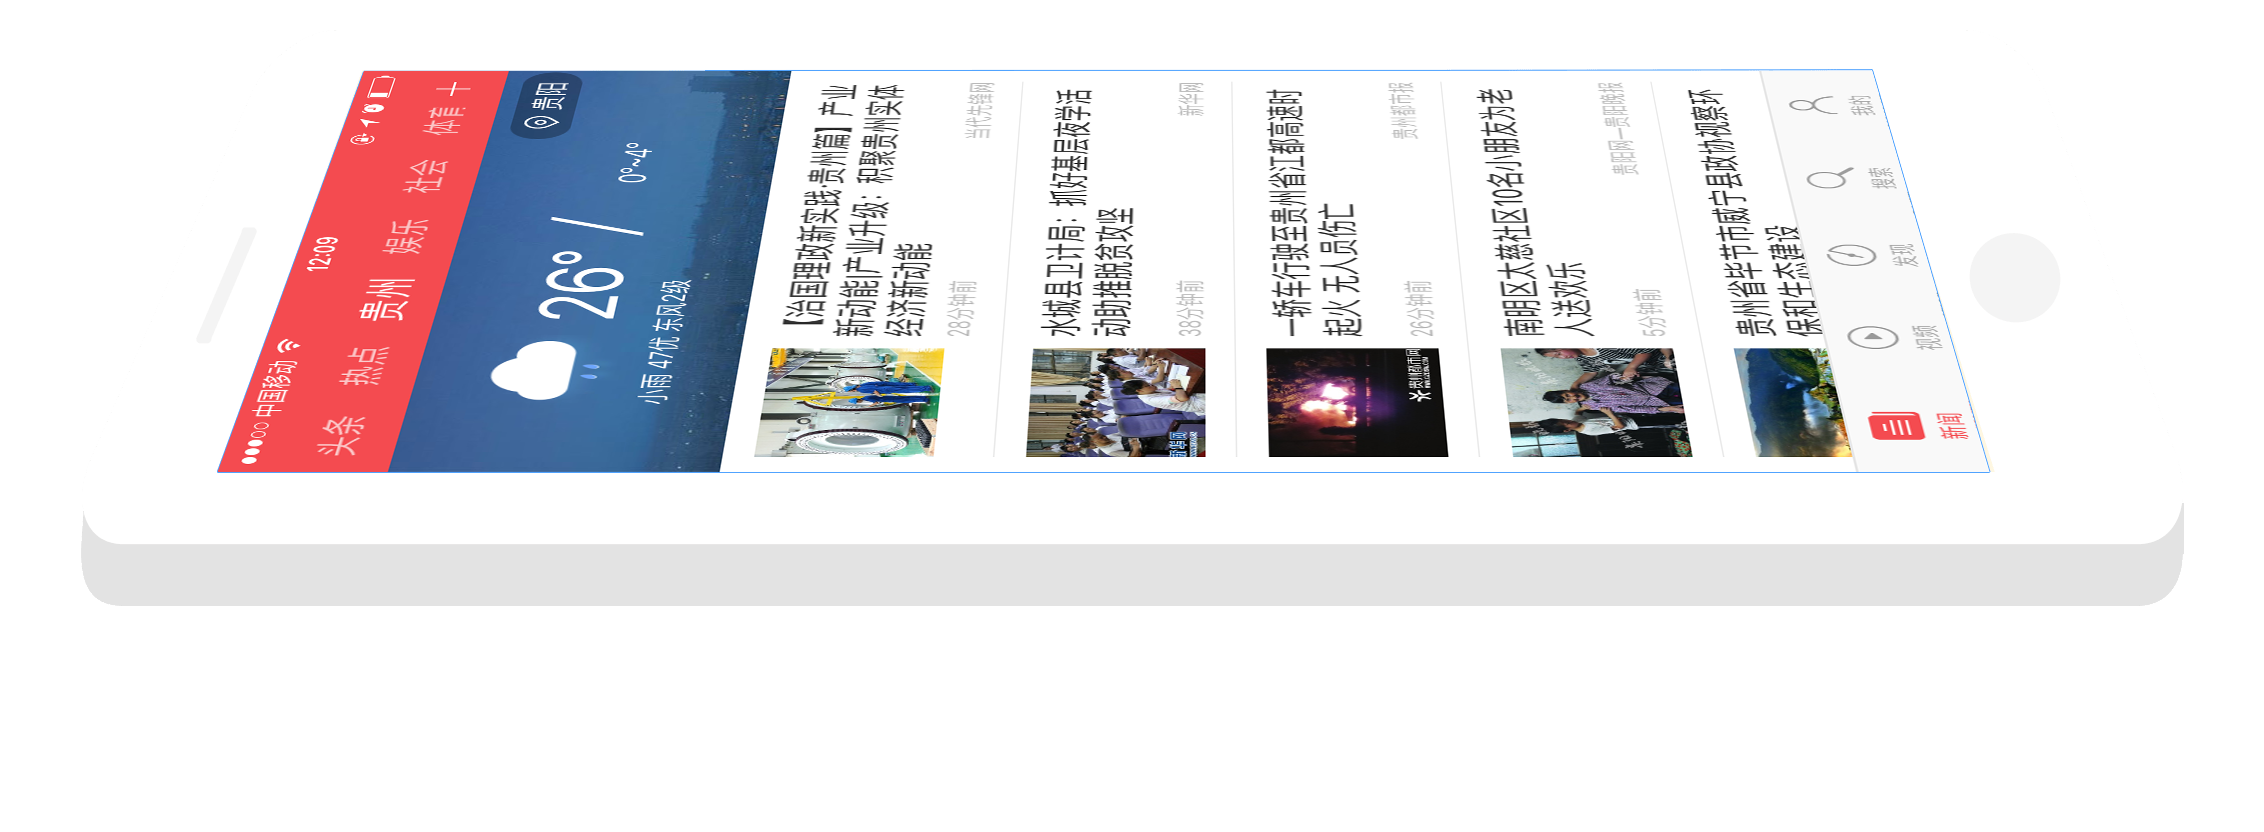 中国移动
12:09
头条 热点 贵州 娱乐 社会 体育
贵阳
26°
0°~4°
小雨 47优 东风2级
【治国理政新实践·贵州篇】产业
新动能|产业升级：积聚贵州实体
经济新动能
28分钟前 当代先锋网
水城县卫计局：抓好基层夜学活
动助推脱贫攻坚
38分钟前 新华网
新华网
一轿车行驶至贵州省江都高速时
起火 无人员伤亡
26分钟前 贵州都市报
贵州都市网
南明区太慈社区10名小朋友为老
人送欢乐
5分钟前 贵阳网—贵阳晚报
贵州省毕节市威宁县政协视察环
保和生态建设
新闻 视频 发现 搜索 我的